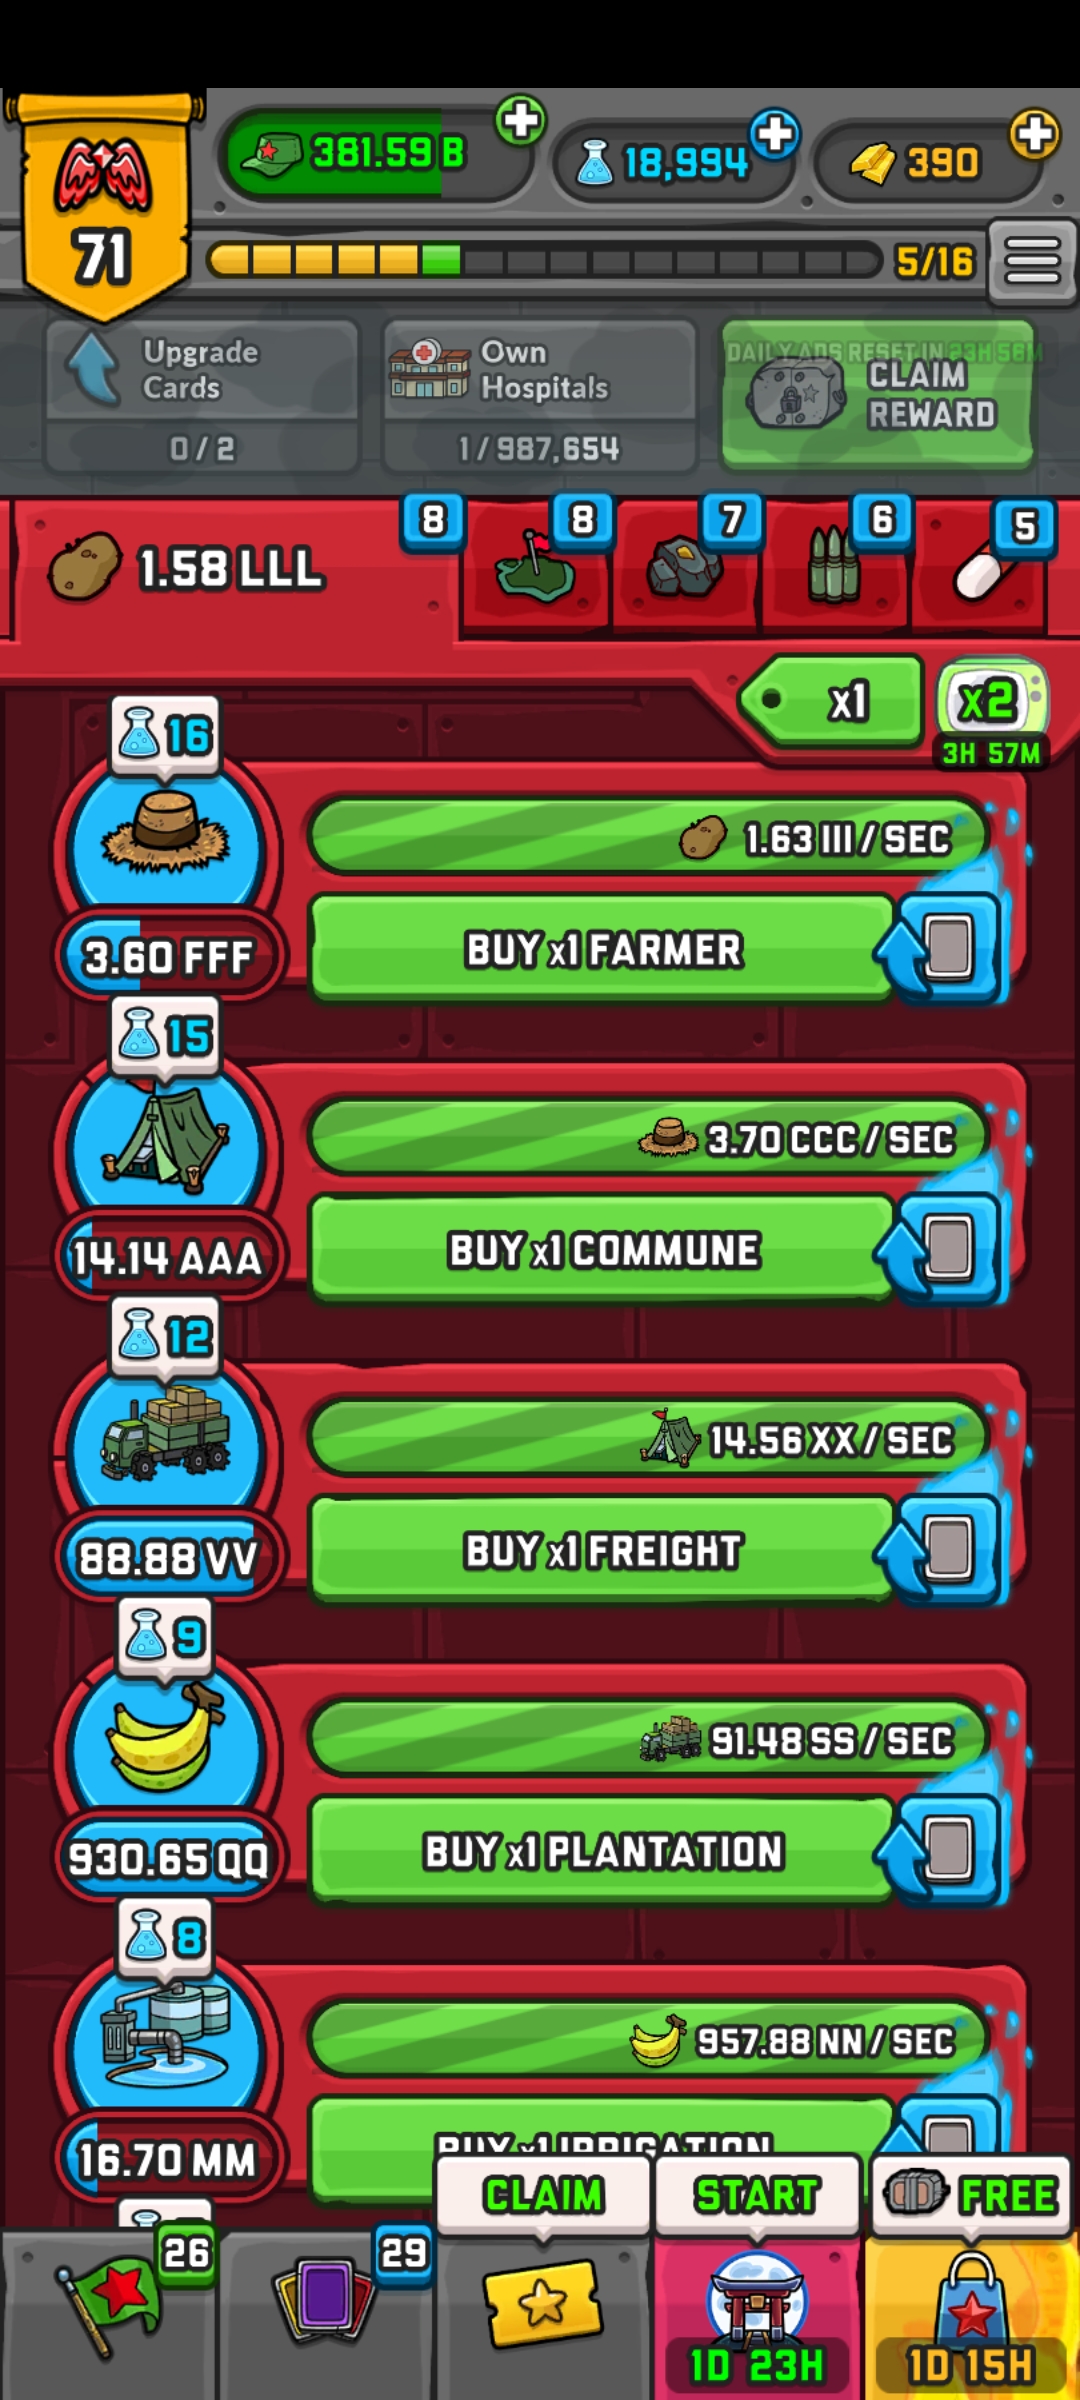 381.59 B
18,994
390
71
5/16
Upgrade
Cards
0 / 2
Own
Hospitals
1 / 987,654
DAILY ADS RESET IN 23H 58M
CLAIM
REWARD
1.58 LLL
8
8
7
6
5
x1
x2
3H 57M
16
1.63 III / SEC
BUY x1 FARMER
3.60 FFF
15
3.70 CCC / SEC
BUY x1 COMMUNE
14.14 AAA
12
14.56 XX / SEC
BUY x1 FREIGHT
88.88 VV
9
91.48 SS / SEC
BUY x1 PLANTATION
930.65 QQ
8
957.88 NN / SEC
BUY x1 IRRIGATION
16.70 MM
CLAIM
START
FREE
26
29
1D 23H
1D 15H